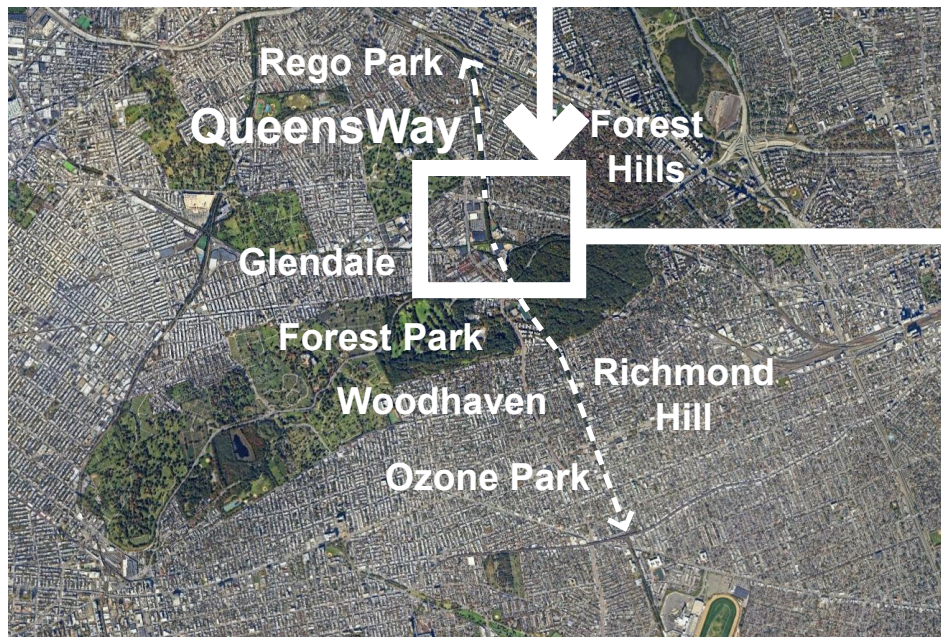 Rego Park
QueensWay
Forest
Hills
Glendale
Forest Park
Woodhaven
Richmond
Hill
Ozone Park